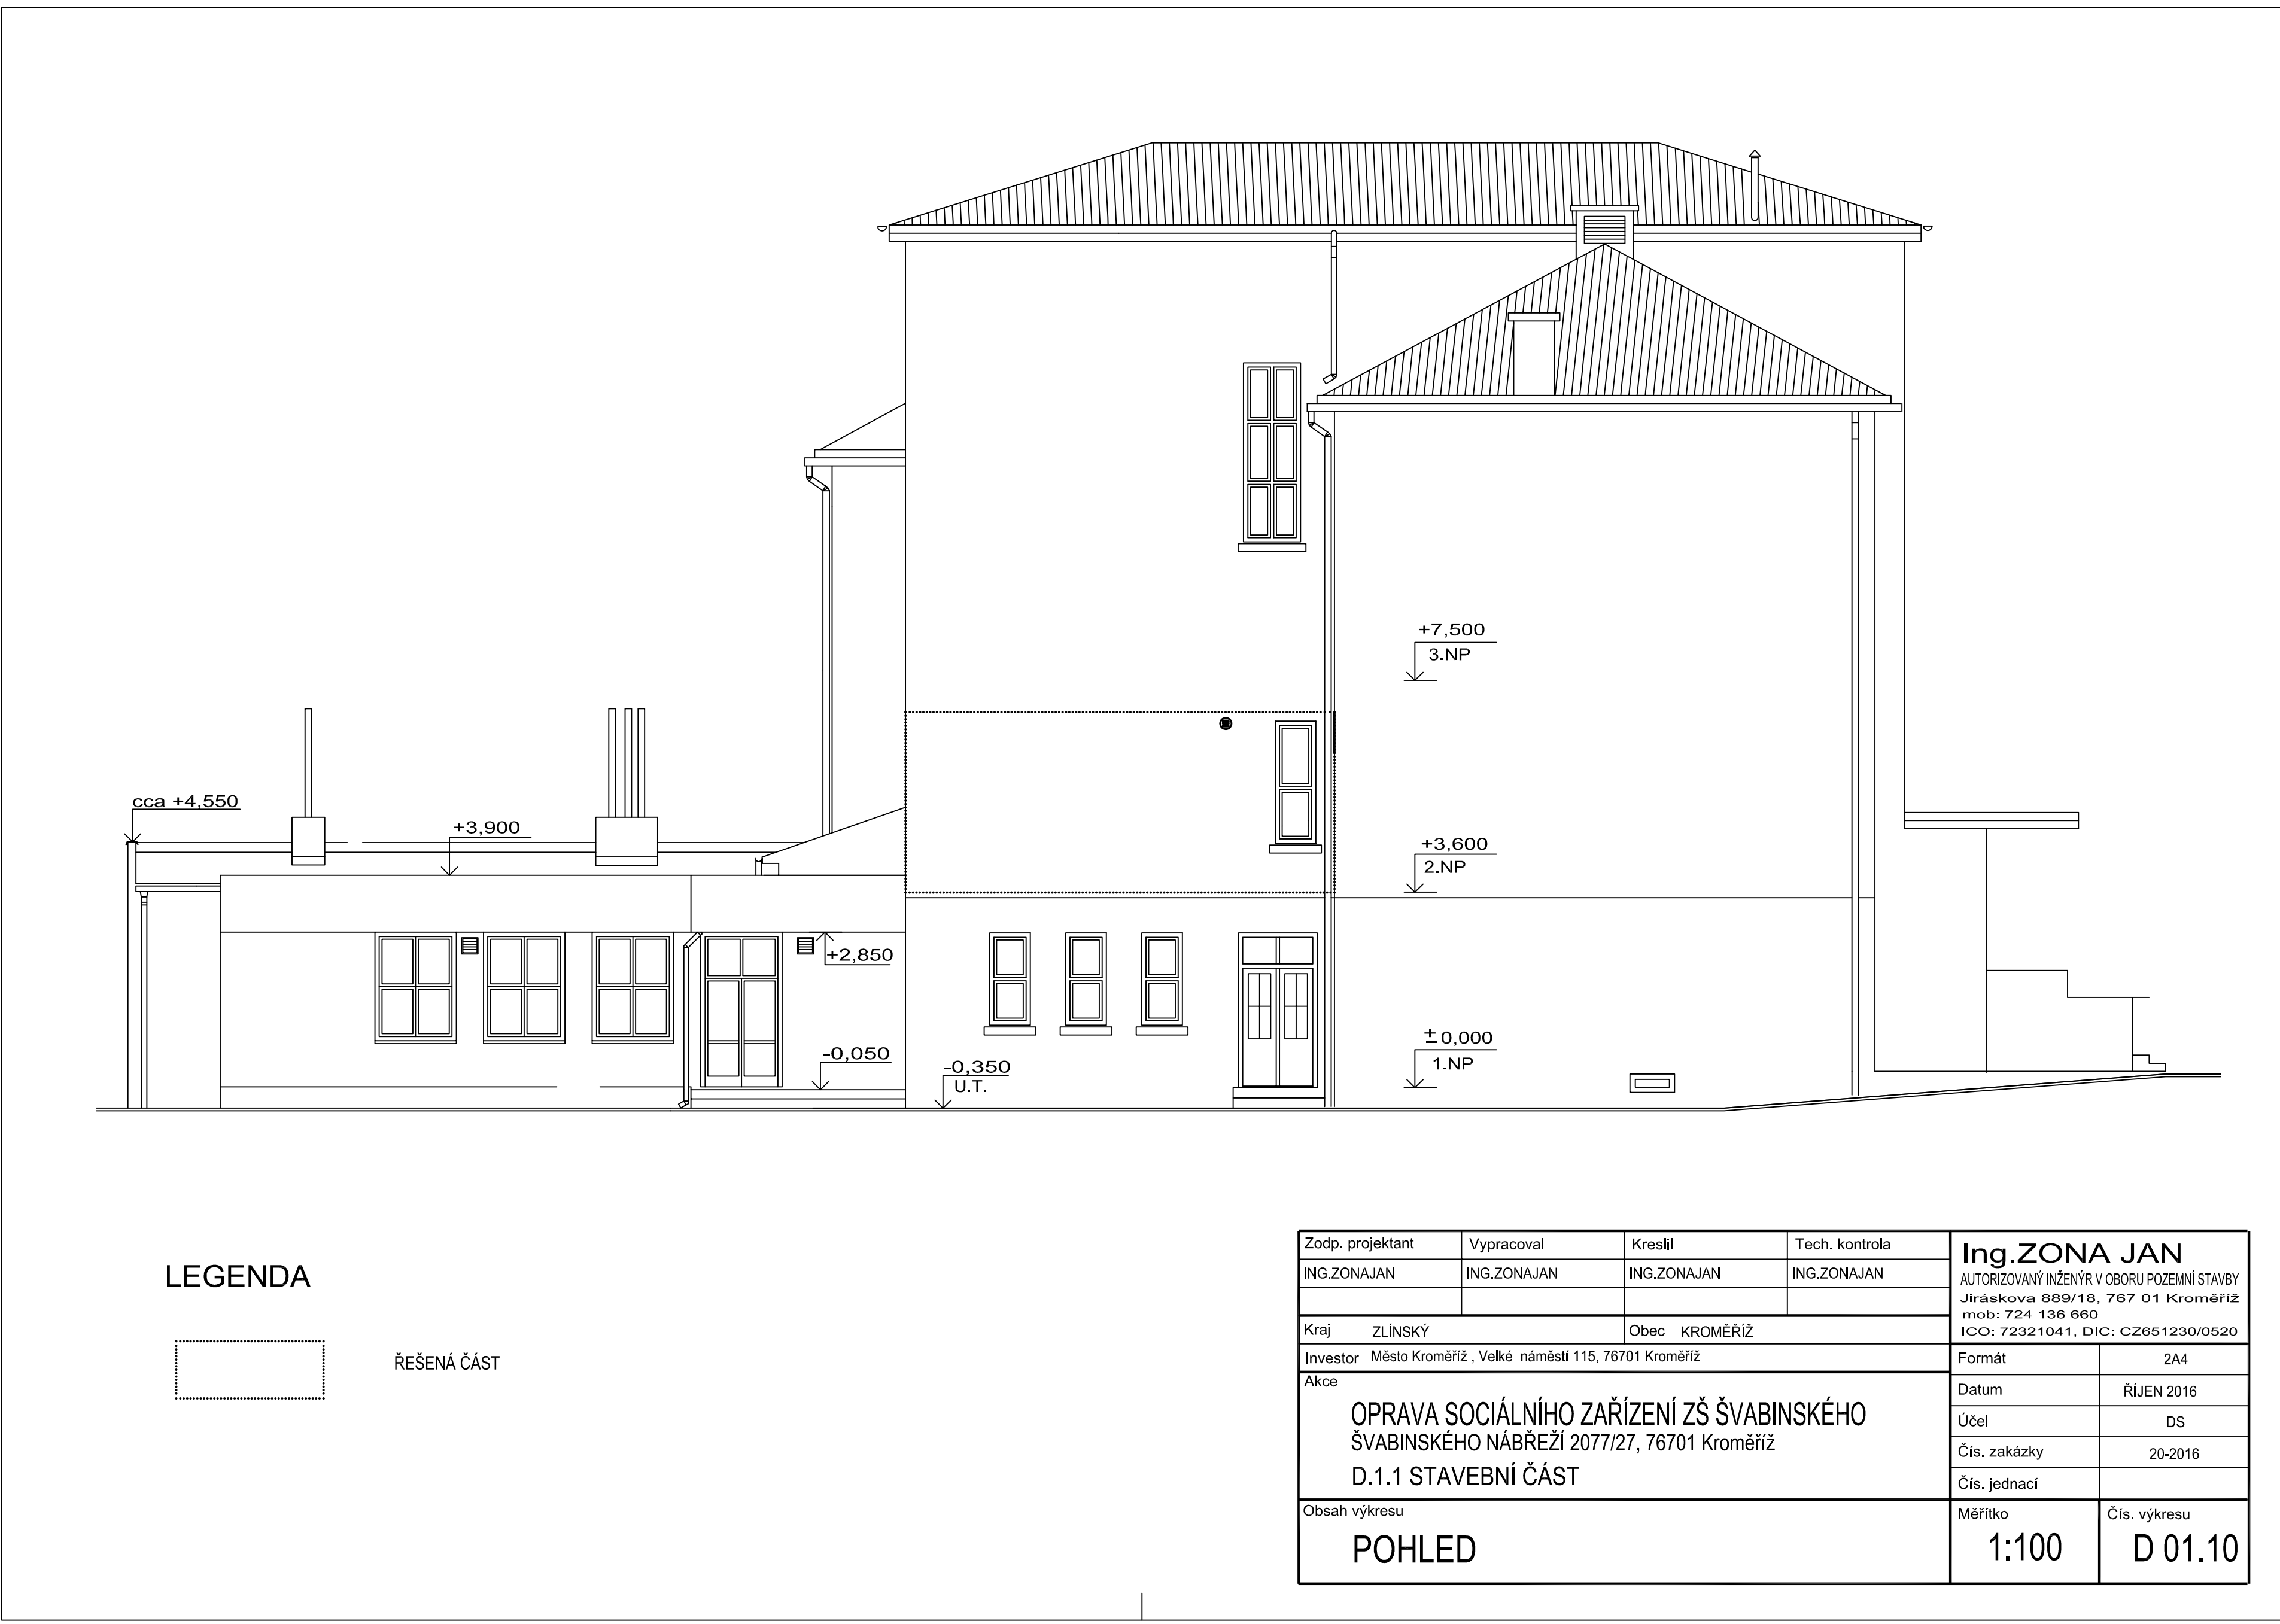 +7,500
3.NP
cca +4,550
+3,900
+3,600
2.NP
+2,850
±0,000
1.NP
-0,050
-0,350
U.T.
LEGENDA
ŘEŠENÁ ČÁST
Zodp. projektant Vypracoval Kreslil Tech. kontrola
ING.ZONAJAN ING.ZONAJAN ING.ZONAJAN ING.ZONAJAN
Kraj ZLÍNSKÝ Obec KROMĚŘÍŽ
Investor Město Kroměříž , Velké náměstí 115, 76701 Kroměříž
Akce
OPRAVA SOCIÁLNÍHO ZAŘÍZENÍ ZŠ ŠVABINSKÉHO
ŠVABINSKÉHO NÁBŘEŽÍ 2077/27, 76701 Kroměříž
D.1.1 STAVEBNÍ ČÁST
Obsah výkresu
POHLED
Ing.ZONA JAN
AUTORIZOVANÝ INŽENÝR V OBORU POZEMNÍ STAVBY
Jiráskova 889/18, 767 01 Kroměříž
mob: 724 136 660
ICO: 72321041, DIC: CZ651230/0520
Formát 2A4
Datum ŘÍJEN 2016
Účel DS
Čís. zakázky 20-2016
Čís. jednací
Měřítko Čís. výkresu
1:100 D 01.10